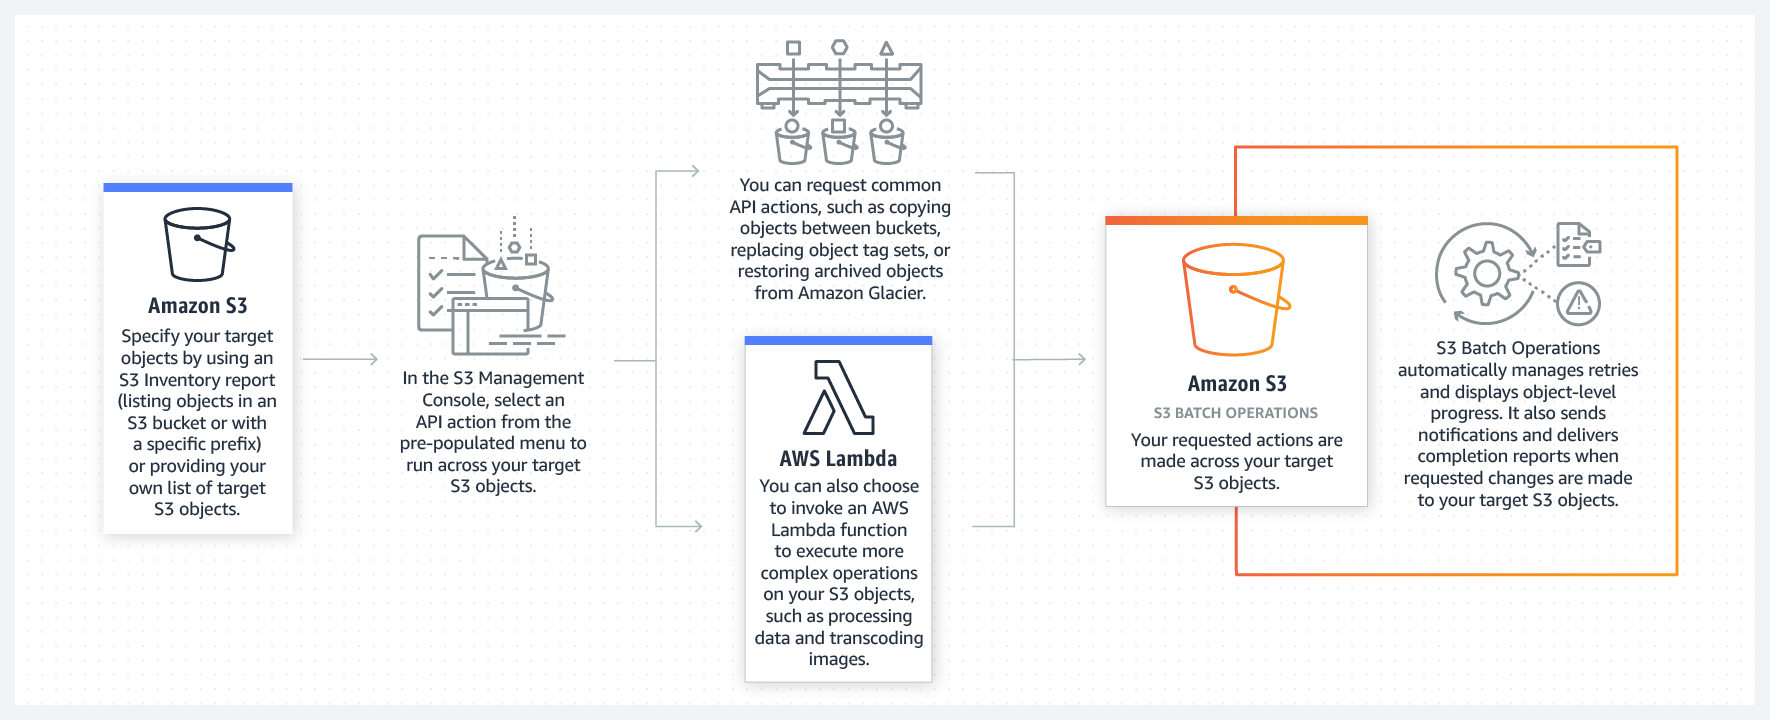 Amazon S3
Specify your target
objects by using an
S3 Inventory report
(listing objects in an
S3 bucket or with
a specific prefix)
or providing your
own list of target
S3 objects.
In the S3 Management
Console, select an
API action from the
pre-populated menu to
run across your target
S3 objects.
You can request common
API actions, such as copying
objects between buckets,
replacing object tag sets, or
restoring archived objects
from Amazon Glacier.
AWS Lambda
You can also choose
to invoke an AWS
Lambda function
to execute more
complex operations
on your S3 objects,
such as processing
data and transcoding
images.
Amazon S3
S3 BATCH OPERATIONS
Your requested actions are
made across your target
S3 objects.
S3 Batch Operations
automatically manages retries
and displays object-level
progress. It also sends
notifications and delivers
completion reports when
requested changes are made
to your target S3 objects.